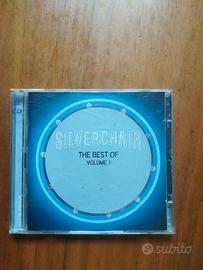 SILVERCHAIR
THE BEST OF
VOLUME 1
subito